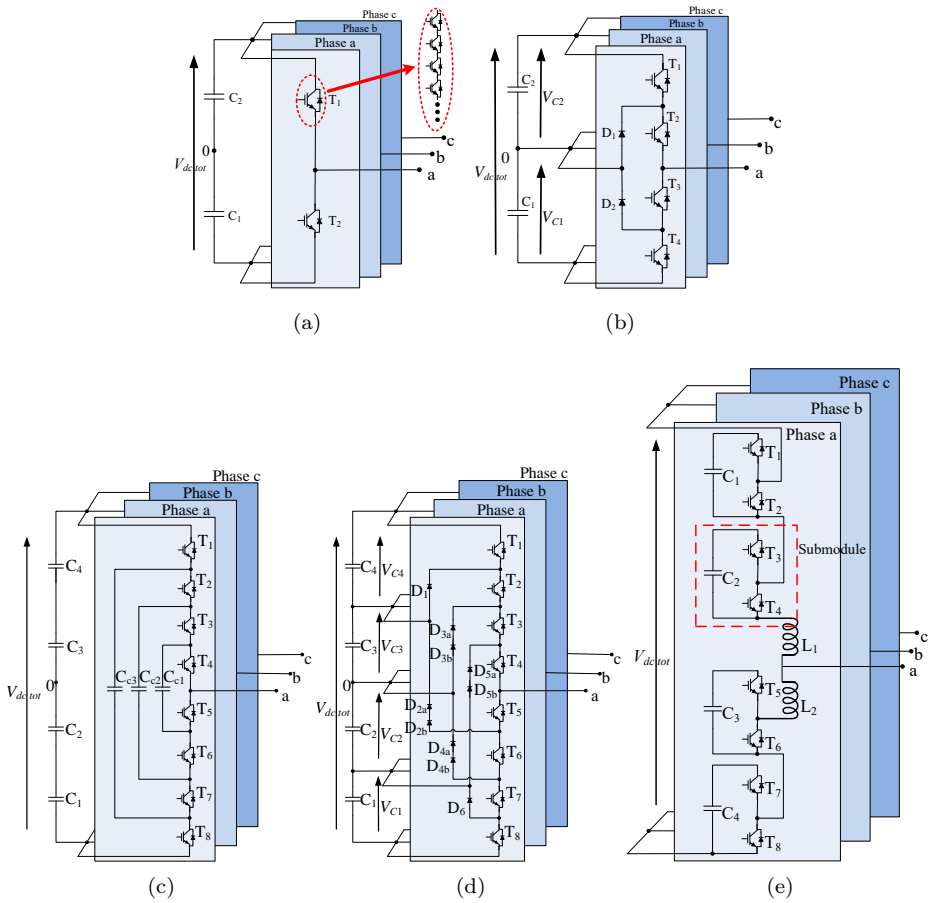 Phase c
Phase b
Phase a
C2
T1
0
Vdc,tot
C1
T2
c
b
a
(a)
Phase c
Phase b
Phase a
T1
C2
VC2
T2
D1
c
b
a
0
Vdc,tot
T3
D2
C1
VC1
T4
(b)
Phase c
Phase b
Phase a
T1
C4
T2
T3
C3
T4
Cc3
Cc2
Cc1
Vdc,tot
0
c
b
a
T5
C2
T6
C1
T7
T8
(c)
Phase c
Phase b
Phase a
T1
C4
VC4
D1
T2
T3
D3a
D3b
C3
VC3
T4
D5a
D5b
Vdc,tot
0
c
b
a
D2a
D2b
T5
C2
VC2
D4a
D4b
T6
T7
C1
VC1
D6
T8
(d)
Phase c
Phase b
Phase a
T1
C1
T2
Submodule
T3
C2
T4
L1
Vdc,tot
c
b
a
T5
L2
C3
T6
T7
C4
T8
(e)